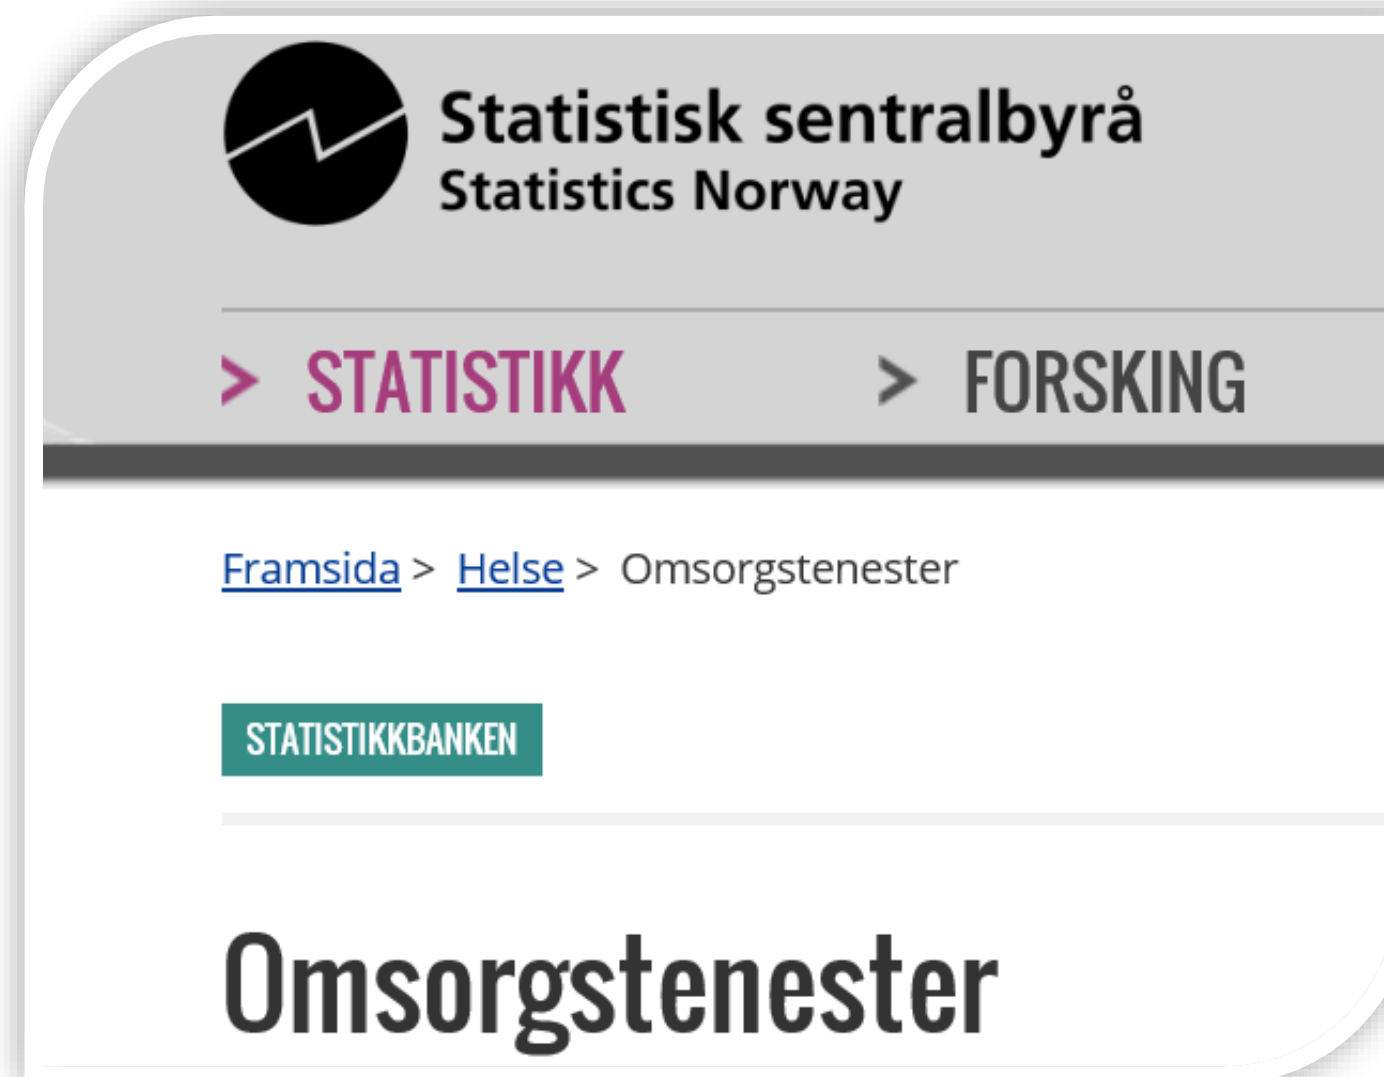 Statistisk sentralbyrå
Statistics Norway
> STATISTIKK > FORSKING
Framsida > Helse > Omsorgstenester
STATISTIKKBANKEN
Omsorgstenester